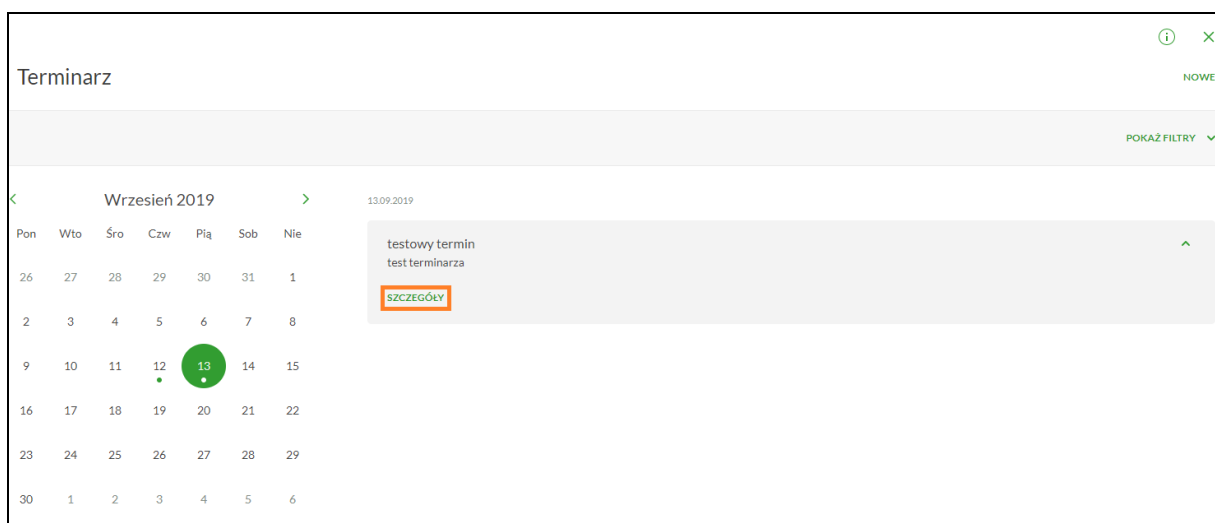 Terminarz
NOWE
POKAŻ FILTRY
Wrzesień 2019
Pon Wto Śro Czw Pią Sob Nie
26 27 28 29 30 31 1
2 3 4 5 6 7 8
9 10 11 12 13 14 15
16 17 18 19 20 21 22
23 24 25 26 27 28 29
30 1 2 3 4 5 6
13.09.2019
testowy termin
test terminarza
SZCZEGÓŁY